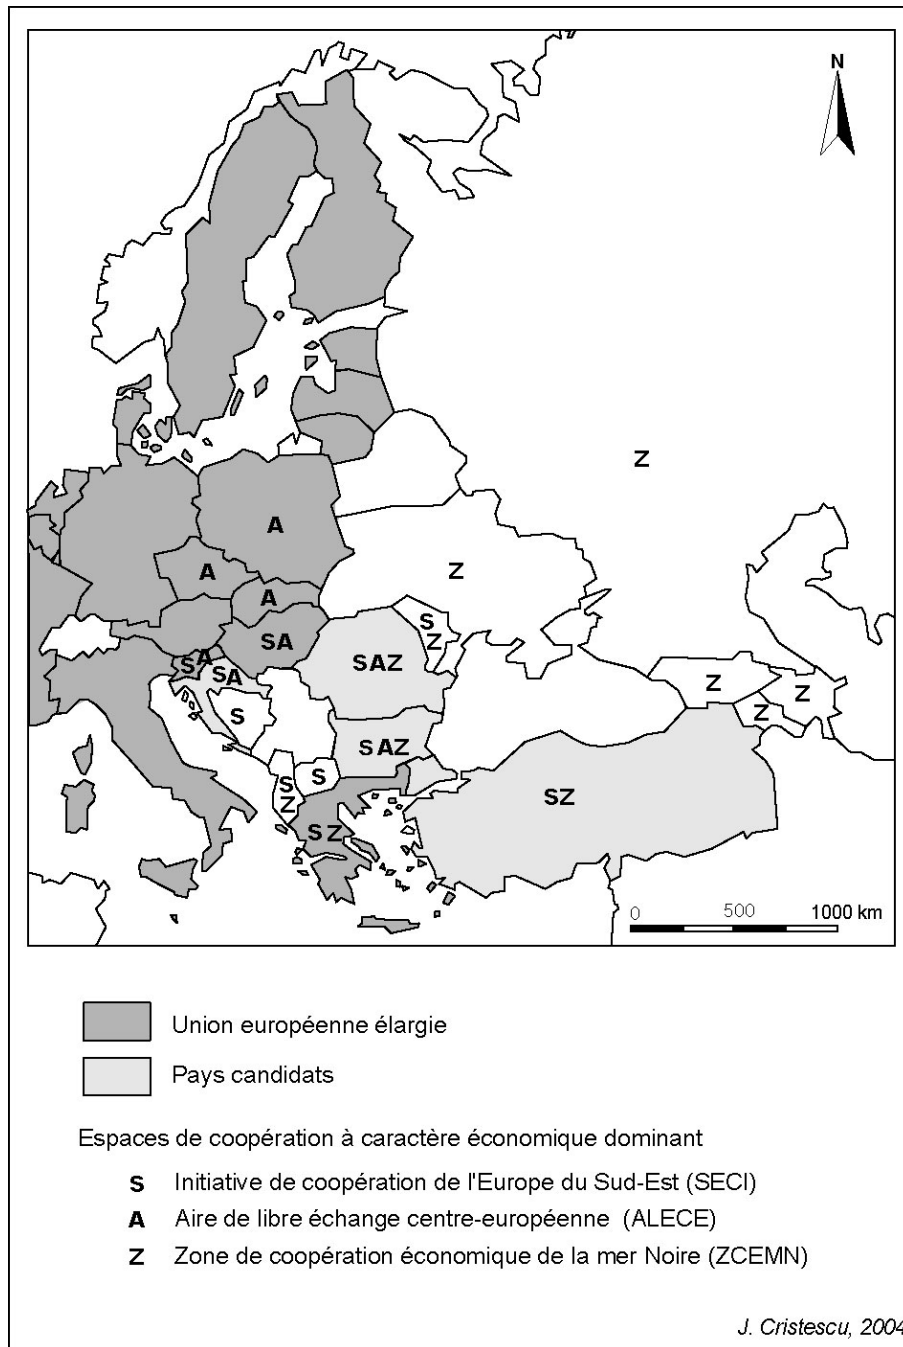 N
Z
A
Z
A
A
S
Z
SA
A
S
SAZ
S A
Z
Z
S
Z
SAZ
S
S
Z
SZ
S Z
0 500 1000 km
Union européenne élargie
Pays candidats
Espaces de coopération à caractère économique dominant
S Initiative de coopération de l'Europe du Sud-Est (SECI)
A Aire de libre échange centre-européenne (ALECE)
Z Zone de coopération économique de la mer Noire (ZCEMN)
J. Cristescu, 2004